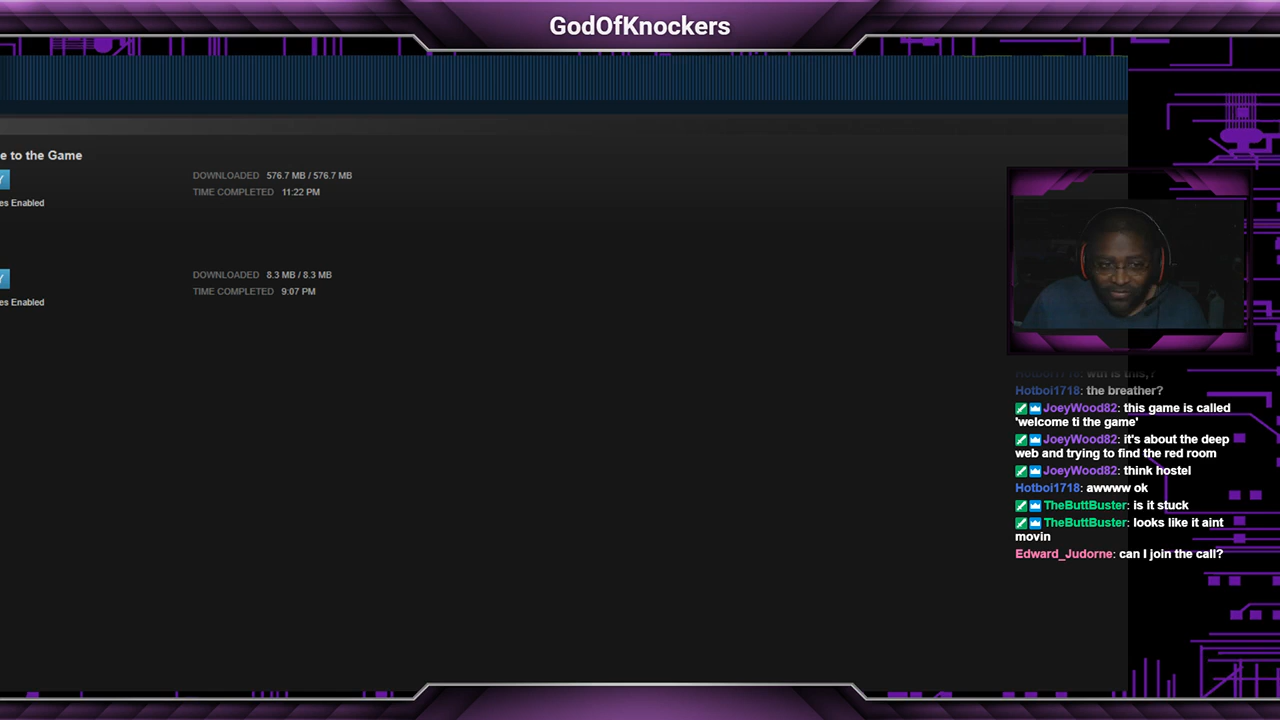 GodOfKnockers
e to the Game
Y
DOWNLOADED 576.7 MB / 576.7 MB
TIME COMPLETED 11:22 PM
es Enabled
Y
DOWNLOADED 8.3 MB / 8.3 MB
TIME COMPLETED 9:07 PM
es Enabled
Hotboi1718: wth is this,?
Hotboi1718: the breather?
JoeyWood82: this game is called
'welcome ti the game'
JoeyWood82: it's about the deep
web and trying to find the red room
JoeyWood82: think hostel
Hotboi1718: awwww ok
TheButtBuster: is it stuck
TheButtBuster: looks like it aint
movin
Edward_Judorne: can I join the call?